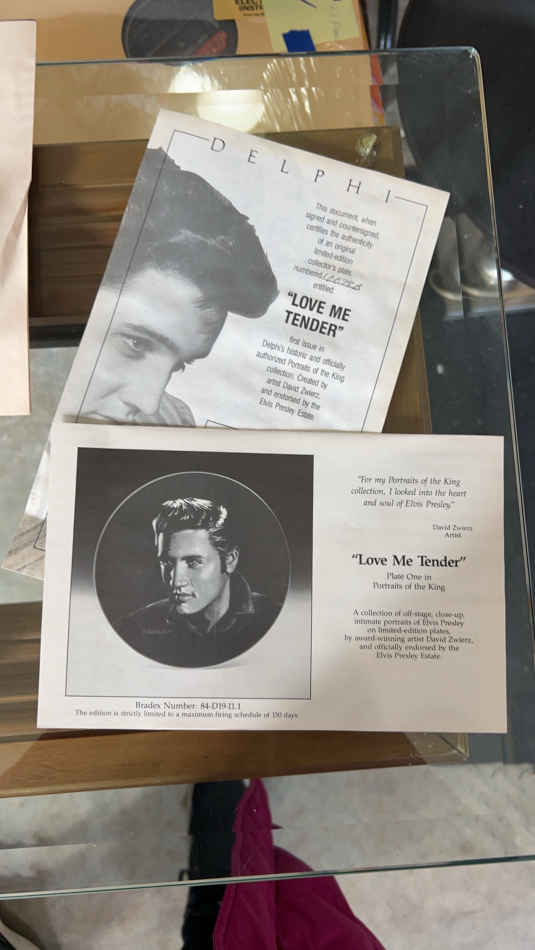 ELECT
DELPHI
This document, when
signed and countersigned,
certifies the authenticity
of an original
limited-edition
collector's plate,
numbered
entitled
"LOVE ME
TENDER"
first issue in
Delphi's historic and officially
authorized Portraits of the King
collection. Created by
artist David Zwierz,
and endorsed by the
Elvis Presley Estate.
"For my Portraits of the King
collection, I looked into the heart
and soul of Elvis Presley."
David Zwierz
Artist
"Love Me Tender"
Plate One in
Portraits of the King
A collection of off-stage, close-up,
intimate portraits of Elvis Presley
on limited-edition plates,
by award-winning artist David Zwierz,
and officially endorsed by the
Elvis Presley Estate.
Bradex Number: 84-D19-11.1
The edition is strictly limited to a maximum firing schedule of 150 days